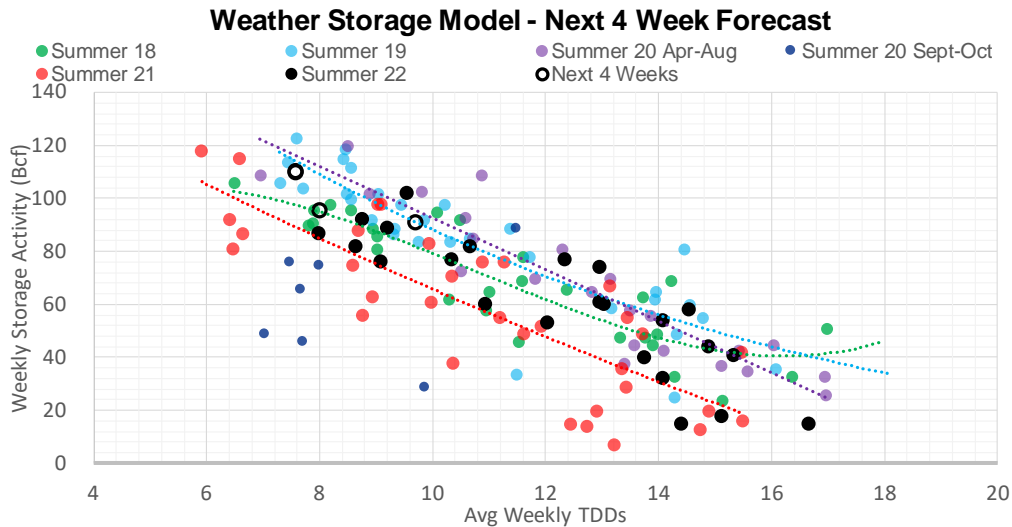 Weather Storage Model - Next 4 Week Forecast
Summer 18 Summer 19 Summer 20 Apr-Aug Summer 20 Sept-Oct
Summer 21 Summer 22 Next 4 Weeks
140
120
100
80
60
40
20
0
Weekly Storage Activity (Bcf)
4 6 8 10 12 14 16 18 20
Avg Weekly TDDs